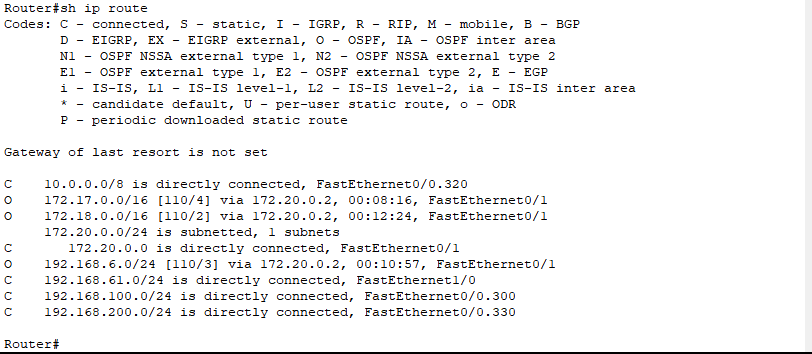 Router#sh ip route
Codes: C - connected, S - static, I - IGRP, R - RIP, M - mobile, B - BGP
       D - EIGRP, EX - EIGRP external, O - OSPF, IA - OSPF inter area
       N1 - OSPF NSSA external type 1, N2 - OSPF NSSA external type 2
       E1 - OSPF external type 1, E2 - OSPF external type 2, E - EGP
       i - IS-IS, L1 - IS-IS level-1, L2 - IS-IS level-2, ia - IS-IS inter area
       * - candidate default, U - per-user static route, o - ODR
       P - periodic downloaded static route

Gateway of last resort is not set

C    10.0.0.0/8 is directly connected, FastEthernet0/0.320
O    172.17.0.0/16 [110/4] via 172.20.0.2, 00:08:16, FastEthernet0/1
O    172.18.0.0/16 [110/2] via 172.20.0.2, 00:12:24, FastEthernet0/1
     172.20.0.0/24 is subnetted, 1 subnets
C       172.20.0.0 is directly connected, FastEthernet0/1
O    192.168.6.0/24 [110/3] via 172.20.0.2, 00:10:57, FastEthernet0/1
C    192.168.61.0/24 is directly connected, FastEthernet1/0
C    192.168.100.0/24 is directly connected, FastEthernet0/0.300
C    192.168.200.0/24 is directly connected, FastEthernet0/0.330

Router#